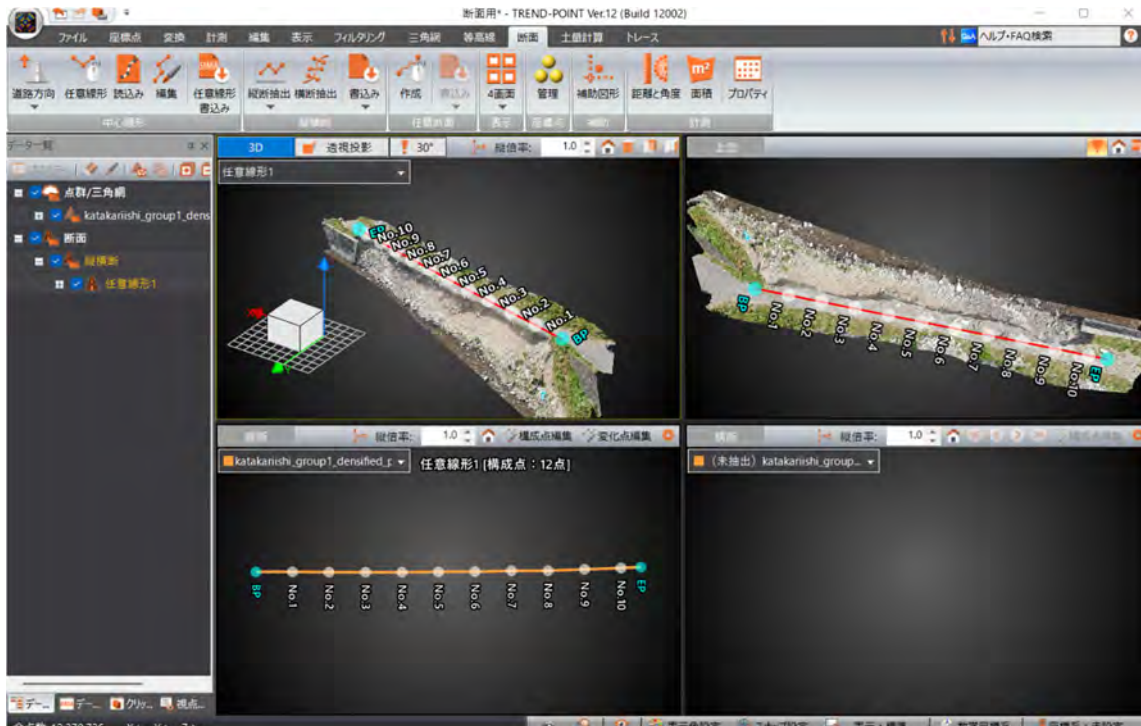 断面用* - TREND-POINT Ver.12 (Build 12002)
ファイル 座標点 変換 計測 編集 表示 フィルタリング 三角網 等高線 断面 土量計算 トレース ヘルプ・FAQ検索
道路方向 任意線形 読込み 編集 任意線形 書込み 縦断抽出 横断抽出 書込み 作成 書込み 4画面 管理 補助図形 距離と角度 面積 プロパティ
中心線形 縦横断 任意断面 表示 座標点 補助 計測
データ一覧
3D 透視投影 30° 縦倍率: 1.0
上面
任意線形1
点群/三角網
katakariishi_group1_dens
断面
縦横断
任意線形1
EP No.10 No.9 No.8 No.7 No.6 No.5 No.4 No.3 No.2 No.1 BP
BP No.1 No.2 No.3 No.4 No.5 No.6 No.7 No.8 No.9 No.10 EP
縦断 縦倍率: 1.0 構成点編集 変化点編集
横断 縦倍率: 1.0 構成点編集
katakariishi_group1_densified_p 任意線形1 [構成点：12点]
（未抽出）katakariishi_group...
BP No.1 No.2 No.3 No.4 No.5 No.6 No.7 No.8 No.9 No.10 EP
デー... デー... クリッ... 視点...